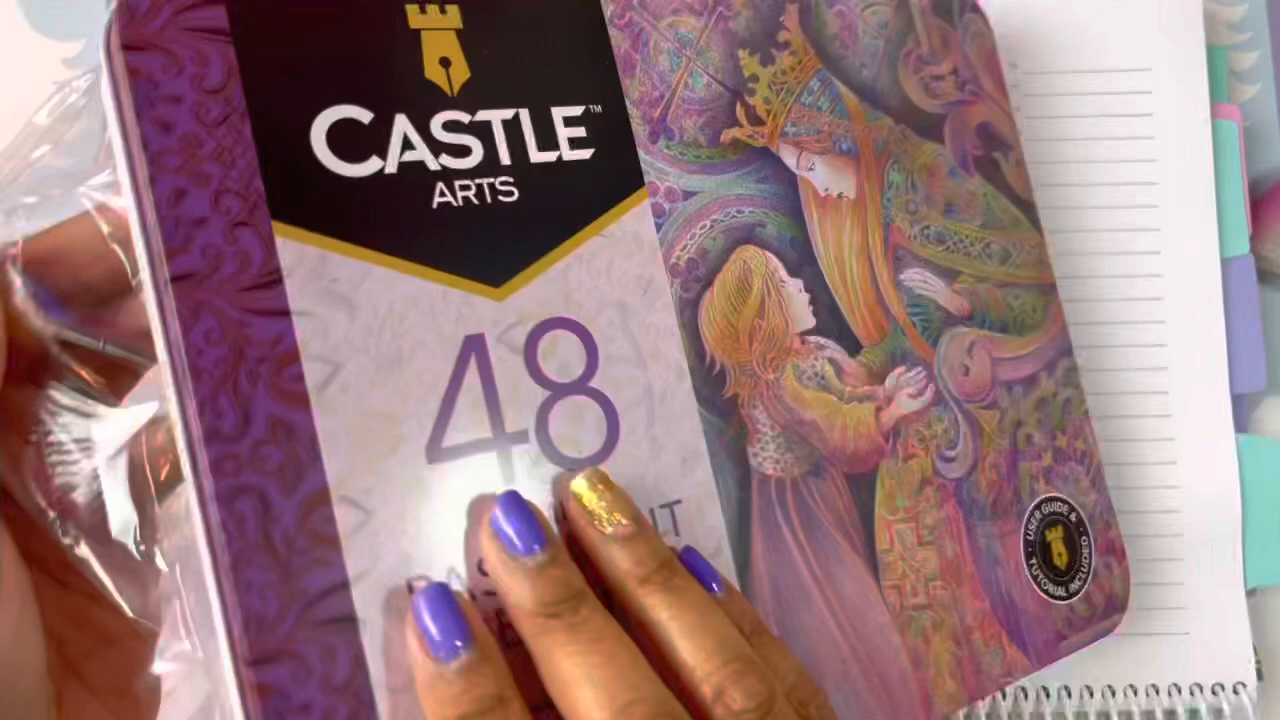 CASTLE™
ARTS
48
USER GUIDE &
TUTORIAL INCLUDED